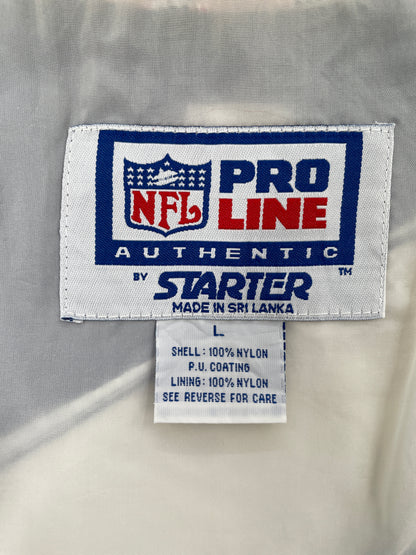 NFL
PRO
LINE
AUTHENTIC
BY STARTER ™
MADE IN SRI LANKA
L
SHELL: 100% NYLON
P.U. COATING
LINING: 100% NYLON
SEE REVERSE FOR CARE